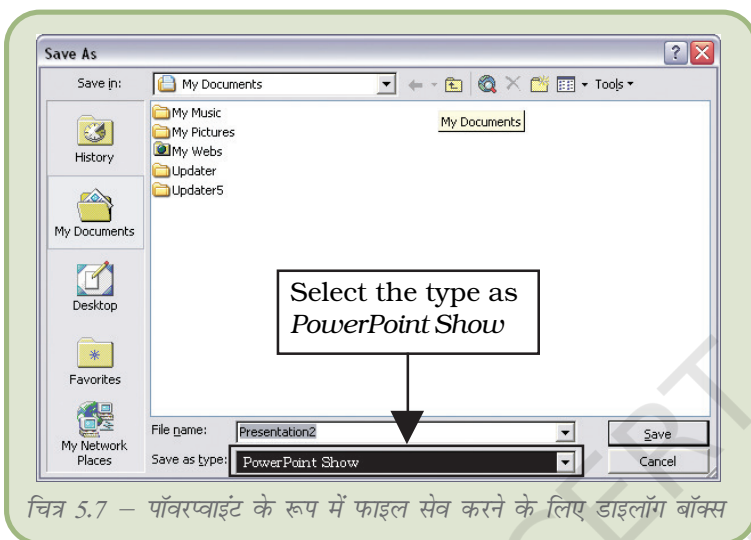 Save As
Save in: My Documents Tools
My Music
My Documents
My Pictures
History
My Webs
Updater
Updater5
My Documents
Desktop
Select the type as
PowerPoint Show
Favorites
My Network
Places
File name: Presentation2 Save
Save as type: PowerPoint Show Cancel
चित्र 5.7 – पॉवरप्वाइंट के रूप में फाइल सेव करने के लिए डाइलॉग बॉक्स